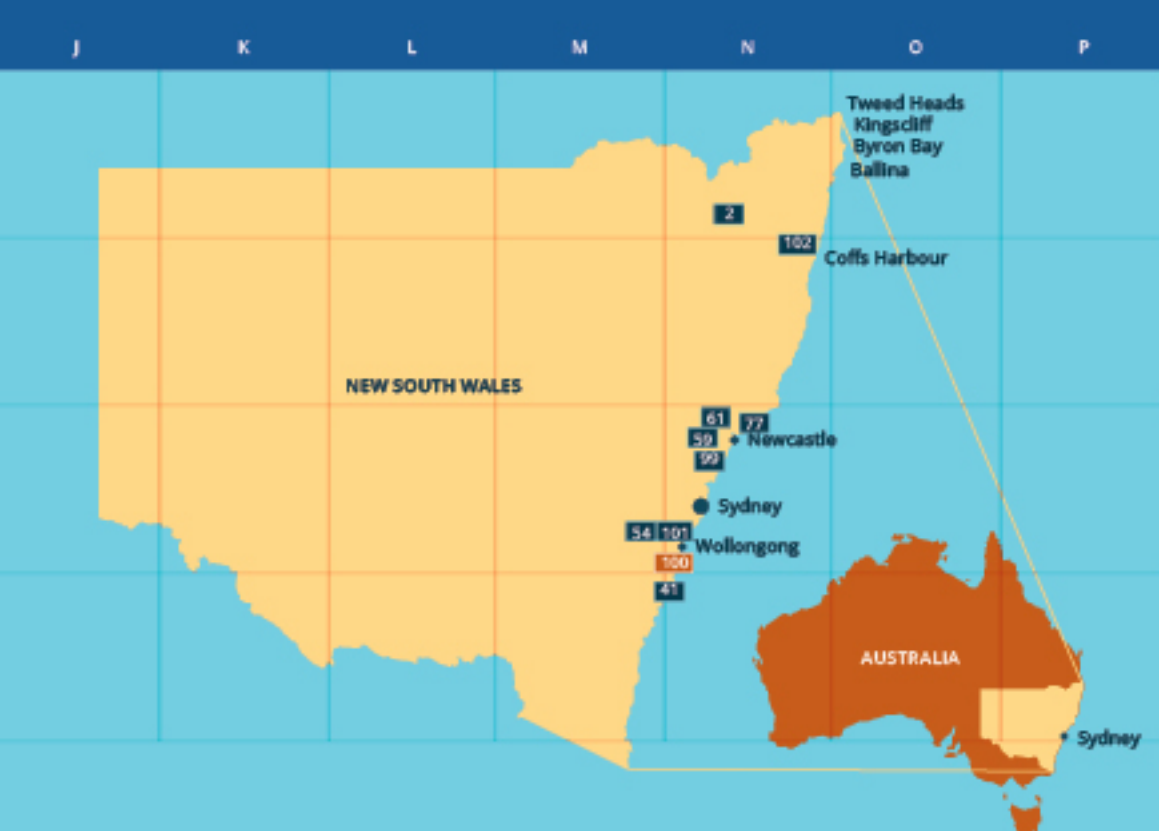 J K L M N O P
Tweed Heads
Kingscliff
Byron Bay
Ballina
2
102
Coffs Harbour
NEW SOUTH WALES
61
77
59
Newcastle
99
Sydney
54
101
Wollongong
100
41
AUSTRALIA
Sydney